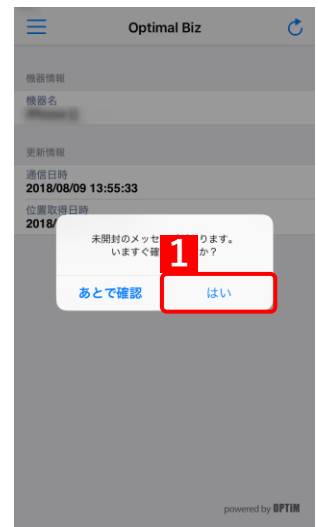 Optimal Biz
機器情報
機器名
更新情報
通信日時
2018/08/09 13:55:33
位置取得日時
2018/
未開封のメッセ ります。
いますぐ確 か？
1
あとで確認 はい
powered by OPTiM